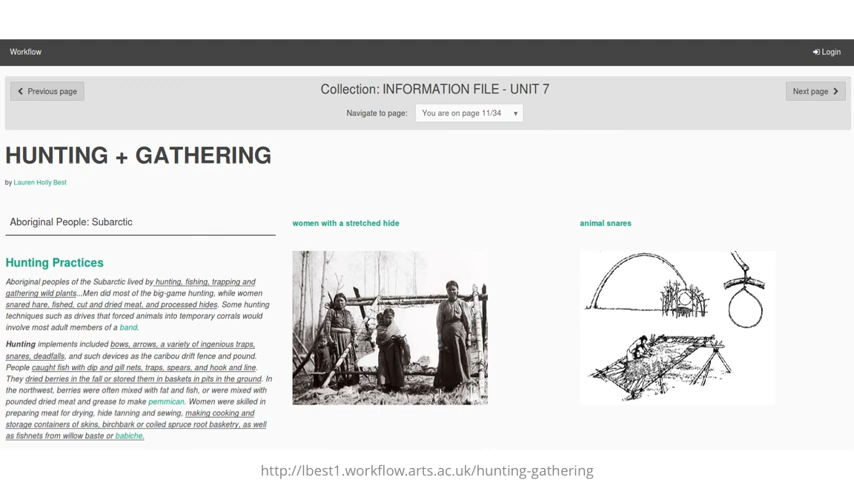 Workflow
Login
Previous page
Collection: INFORMATION FILE - UNIT 7
Next page
Navigate to page:
You are on page 11/34
HUNTING + GATHERING
by Lauren Holly Best
Aboriginal People: Subarctic
Hunting Practices
Aboriginal peoples of the Subarctic lived by hunting, fishing, trapping and
gathering wild plants...Men did most of the big-game hunting, while women
snared hare, fished, cut and dried meat, and processed hides. Some hunting
techniques such as drives that forced animals into temporary corrals would
involve most adult members of a band.
Hunting implements included bows, arrows, a variety of ingenious traps,
snares, deadfalls, and such devices as the caribou drift fence and pound.
People caught fish with dip and gill nets, traps, spears, and hook and line.
They dried berries in the fall or stored them in baskets in pits in the ground. In
the northwest, berries were often mixed with fat and fish, or were mixed with
pounded dried meat and grease to make pemmican. Women were skilled in
preparing meat for drying, hide tanning and sewing, making cooking and
storage containers of skins, birchbark or coiled spruce root basketry, as well
as fishnets from willow baste or babiche.
women with a stretched hide
animal snares
http://lbest1.workflow.arts.ac.uk/hunting-gathering